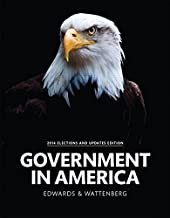 2014 ELECTIONS AND UPDATES EDITION
GOVERNMENT
IN AMERICA
EDWARDS & WATTENBERG